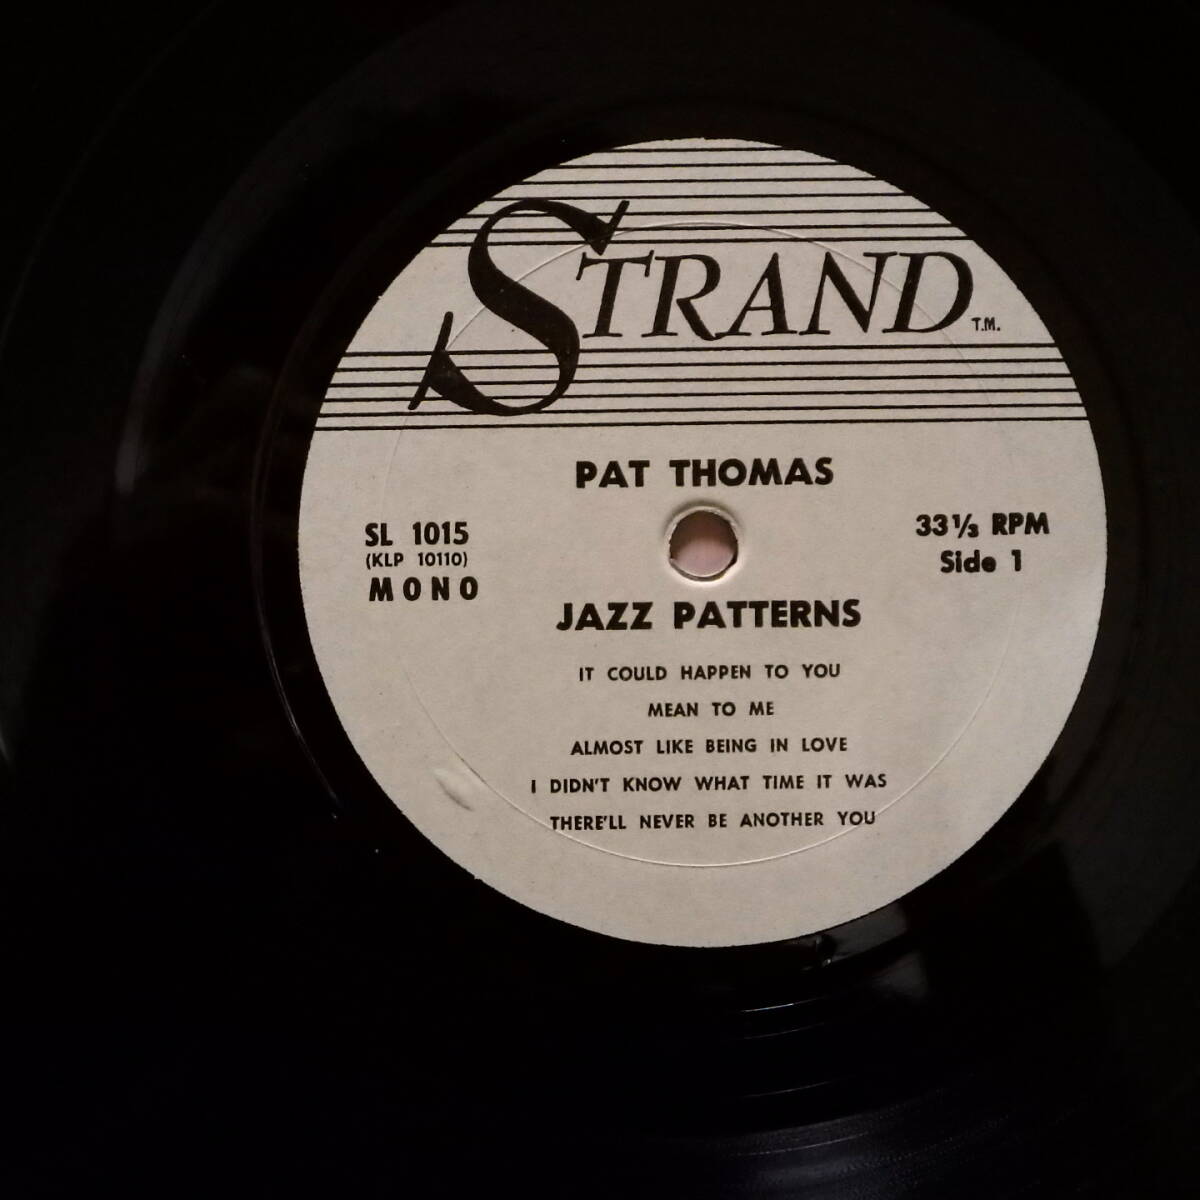 STRAND T.M.
PAT THOMAS
SL 1015
(KLP 10110)
MONO
33⅓ RPM
Side 1
JAZZ PATTERNS
IT COULD HAPPEN TO YOU
MEAN TO ME
ALMOST LIKE BEING IN LOVE
I DIDN'T KNOW WHAT TIME IT WAS
THERE'LL NEVER BE ANOTHER YOU